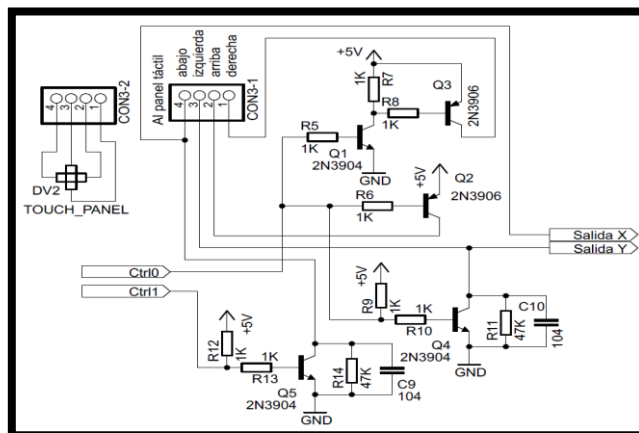 CON3-2
4
3
2
1
DV2
TOUCH_PANEL
Al panel táctil
abajo
izquierda
arriba
derecha
4
3
2
1
CON3-1
+5V
1K
R7
R8
1K
Q3
2N3906
R5
1K
Q1
2N3904
GND
R6
1K
+5V
Q2
2N3906
Salida X
Salida Y
Ctrl0
Ctrl1
+5V
R9
1K
1K
R10
Q4
2N3904
GND
R11
47K
C10
104
R12
+5V
1K
1K
R13
Q5
2N3904
GND
R14
47K
C9
104